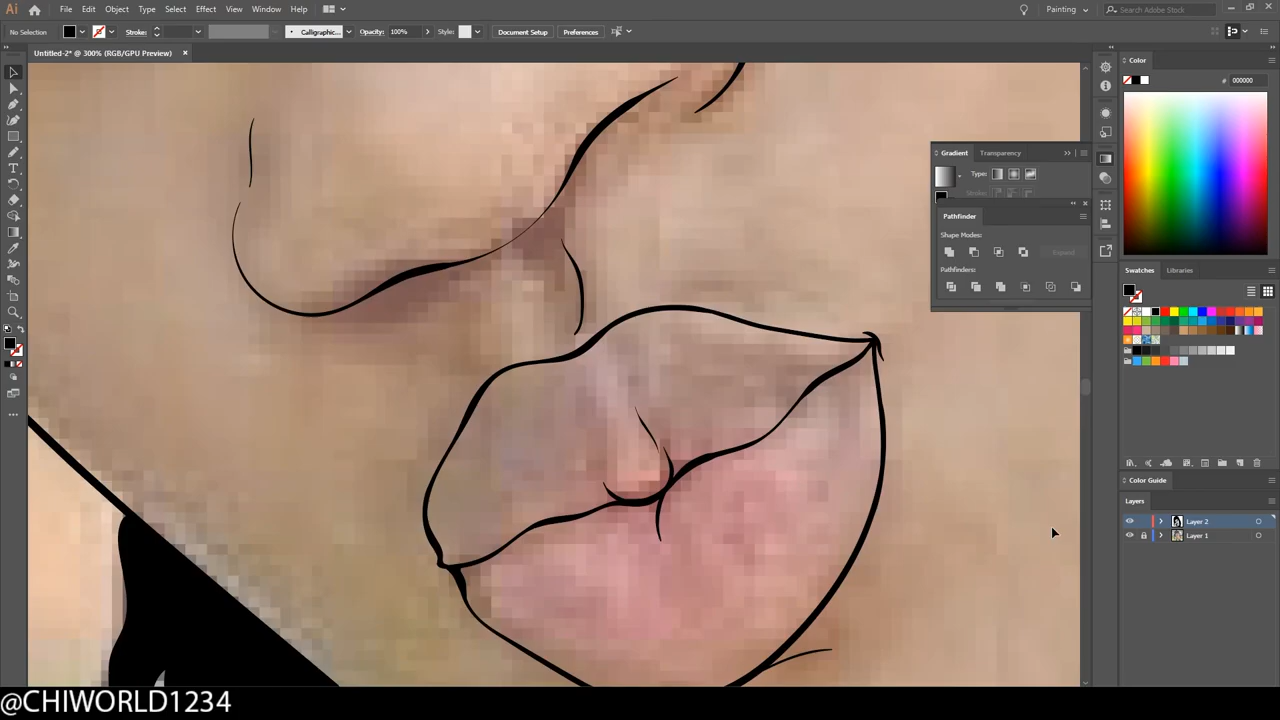 Ai File Edit Object Type Select Effect View Window Help Painting Search Adobe Stock
No Selection Stroke: Calligraphic... Opacity: 100% Style: Document Setup Preferences
Untitled-2* @ 300% (RGB/GPU Preview)
Color
# 000000
Gradient Transparency
Type:
Stroke:
Pathfinder
Shape Modes:
Expand
Pathfinders:
Swatches Libraries
Color Guide
Layers
Layer 2
Layer 1
@CHIWORLD1234